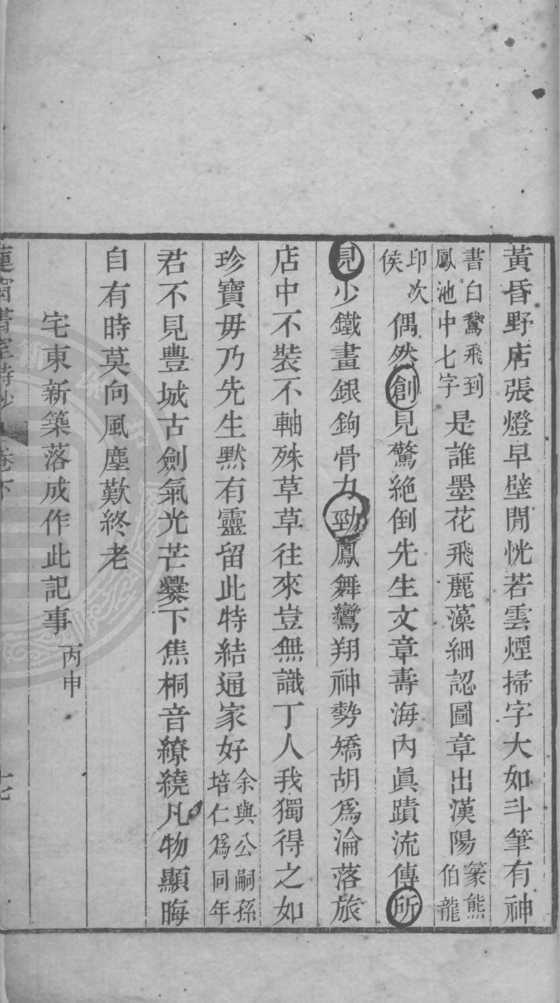 黃昏野店張燈早壁閒恍若雲煙掃字大如斗筆有神
書白鷺飛到鳳池中七字是誰墨花飛麗藻細認圖章出漢陽篆熊伯龍
印次侯偶然創見驚絕倒先生文章壽海內眞蹟流傳所
見少鐵畫銀鉤骨力勁鳳舞鸞翔神勢矯胡爲淪落旅
店中不裝不軸殊草草往來豈無識丁人我獨得之如
珍寶毋乃先生默有靈留此特結通家好余與公嗣孫培仁爲同年
君不見豐城古劍氣光芒爨下焦桐音繚繞凡物顯晦
自有時莫向風塵歎終老
宅東新築落成作此記事丙申
書室詩鈔 卷下
十七